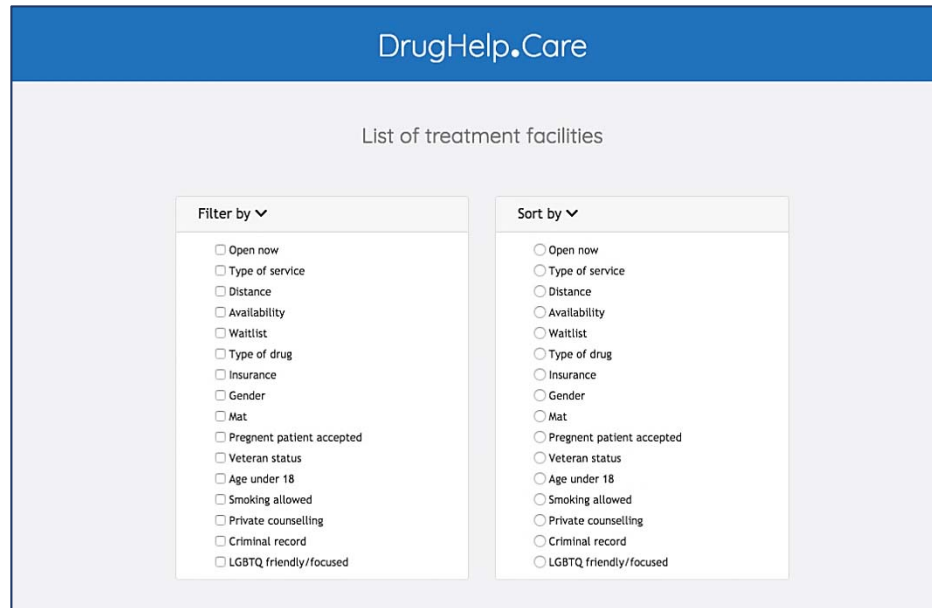 DrugHelp.Care
List of treatment facilities
Filter by
Open now
Type of service
Distance
Availability
Waitlist
Type of drug
Insurance
Gender
Mat
Pregnent patient accepted
Veteran status
Age under 18
Smoking allowed
Private counselling
Criminal record
LGBTQ friendly/focused
Sort by
Open now
Type of service
Distance
Availability
Waitlist
Type of drug
Insurance
Gender
Mat
Pregnent patient accepted
Veteran status
Age under 18
Smoking allowed
Private counselling
Criminal record
LGBTQ friendly/focused